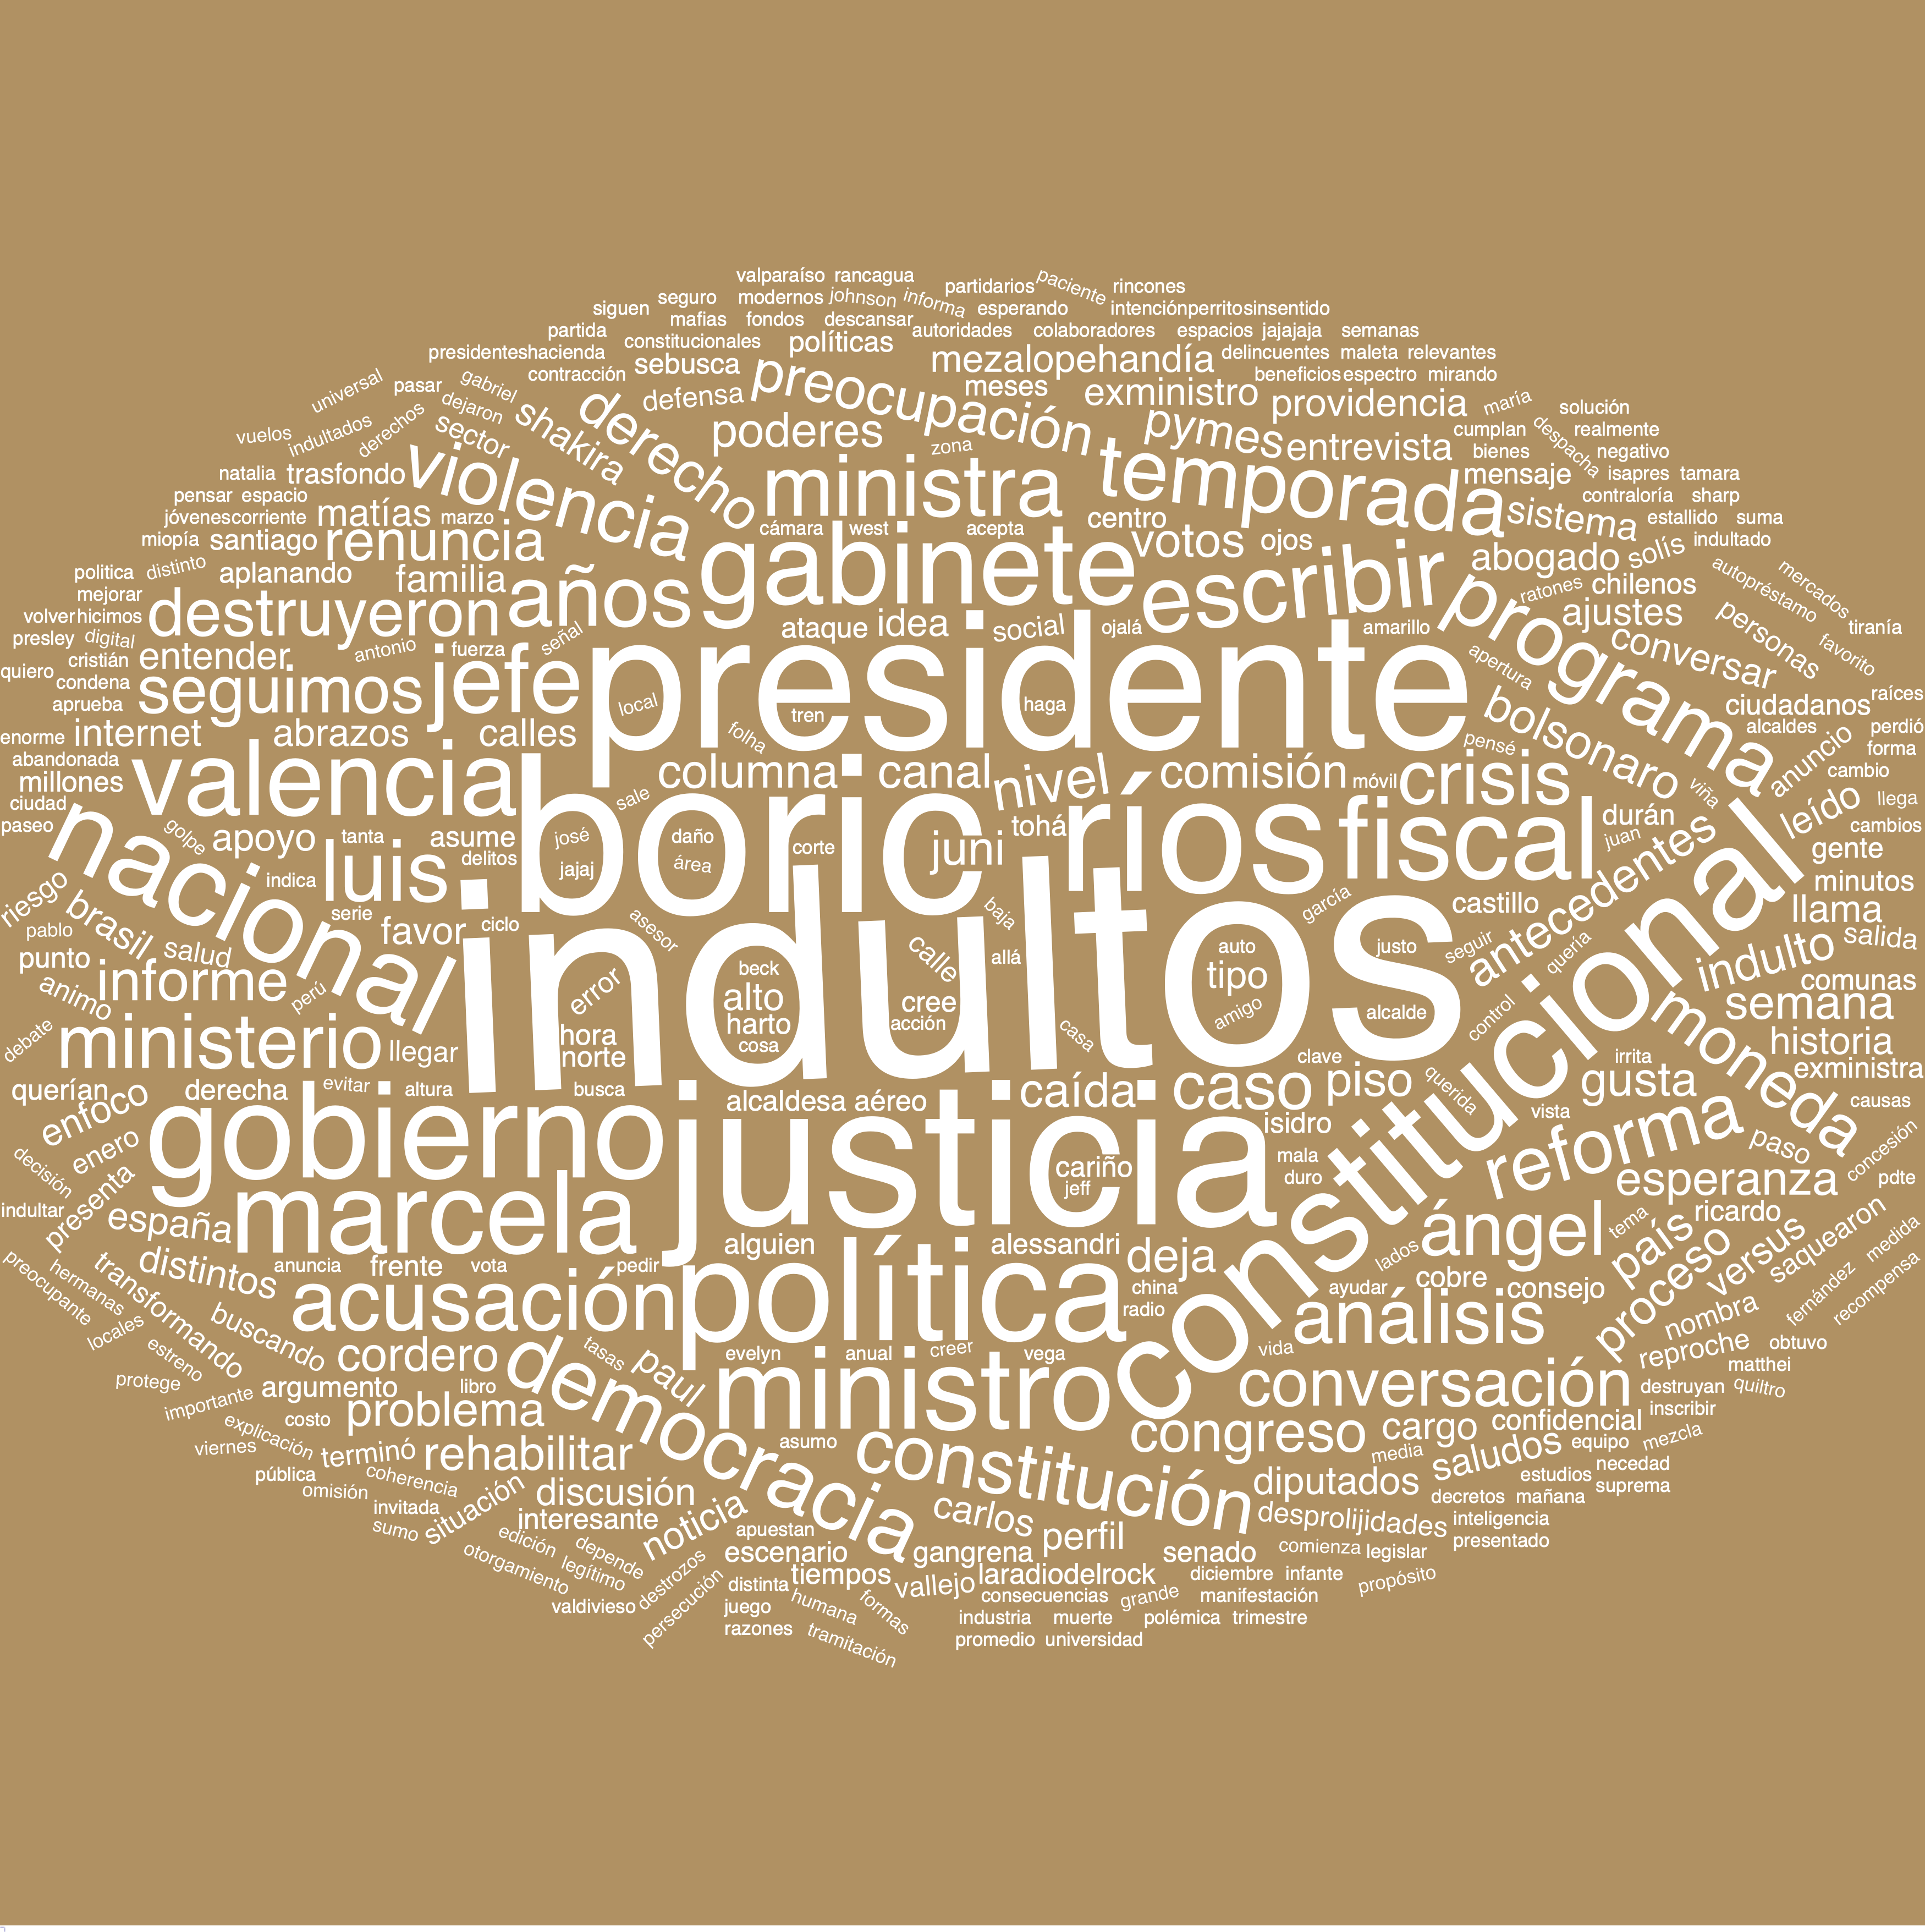 valparaíso rancagua partidarios paciente rincones
siguen seguro modernos johnson informa esperando intención perritos insentido
partida mafias fondos descansar autoridades colaboradores espacios jajajaja semanas
presidentes hacienda constitucionales políticas mezalopehandía delincuentes maleta relevantes
universal pasar gabriel contracción sebusca preocupación meses exministro beneficios espectro mirando
vuelos indultados derechos dejaron sector shakira derecho defensa poderes zona pymes entrevista providencia maría solución
cumplan despacha realmente
natalia trasfondo violencia ministra temporada mensaje bienes negativo isapres tamara
pensar espacio contraloría sharp
jóvenes corriente matías marzo cámara west acepta centro sistema estallido suma
miopía santiago renuncia gabinete votos ojos abogado solís indultado
politica distinto aplanando familia años escribir programa ratones chilenos autopréstamo mercados
mejorar destruyeron
volver hicimos ataque idea social ojalá amarillo ajustes personas tiranía
presley digital antonio fuerza señal presidente apertura conversar favorito
quiero cristián entender
condena seguimos jefe local tren haga bolsonaro ciudadanos raíces
aprueba
enorme internet abrazos calles folha pensé alcaldes perdió
abandonada valencia columna canal nivel comisión móvil crisis anuncio forma
millones cambio
ciudad sale boric ríos fiscal viña durán leído llega
paseo nacional golpe apoyo tanta asume josé daño corte juni tohá juan antecedentes cambios
luis delitos jajaj área gente
riesgo indica constitucional minutos
pablo brasil serie favor ciclo asesor baja garcía castillo llama
punto salud indultos calle allá auto justo seguir quería indulto salida
animo informe perú error beck alto cree tipo comunas
harto acción amigo alcalde control moneda semana
debate ministerio llegar hora norte cosa casa clave irrita historia
querían derecha evitar altura busca alcaldesa aéreo caída caso piso querida gusta exministra
enfoco gobierno justicia isidro vista reforma causas
enero paso concesión
decisión presenta cariño mala esperanza pdte
indultar españa marcela jeff duro
ángel tema país ricardo
preocupante hermanas transformando distintos anuncia frente vota pedir alguien alessandri deja lados proceso versus saquearon medida
acusación política china ayudar cobre consejo fernández recompensa
locales buscando radio análisis nombra
estreno cordero democracia tasas paul evelyn anual creer vega vida reproche obtuvo
protege argumento libro ministro conversación matthei
importante costo problema destruyan quiltro
explicación congreso cargo confidencial inscribir
viernes terminó rehabilitar asumo constitución media saludos equipo mezcla
pública coherencia diputados estudios necedad
omisión situación discusión noticia carlos decretos mañana suprema
invitada interesante perfil desprolijidades inteligencia
sumo edición depende apuestan presentado
otorgamiento legítimo escenario gangrena senado comienza legislar
destrozos tiempos vallejo laradiodelrock diciembre infante propósito
valdivieso persecución distinta humana formas consecuencias grande manifestación
juego industria muerte polémica trimestre
razones tramitación promedio universidad